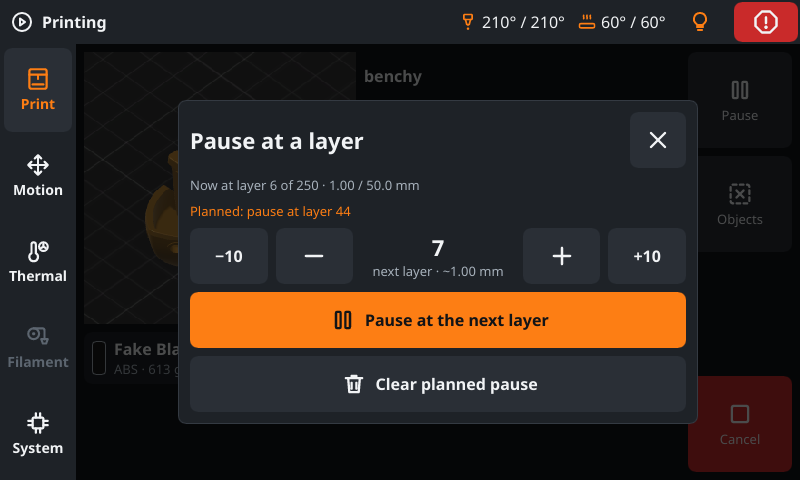 Printing
210° / 210°
60° / 60°
Print
Motion
Thermal
Filament
System
benchy
Pause
Objects
Cancel
Pause at a layer
Now at layer 6 of 250 · 1.00 / 50.0 mm
Planned: pause at layer 44
−10
7
next layer · ~1.00 mm
+10
Pause at the next layer
Clear planned pause
Fake Bla
ABS · 613 g